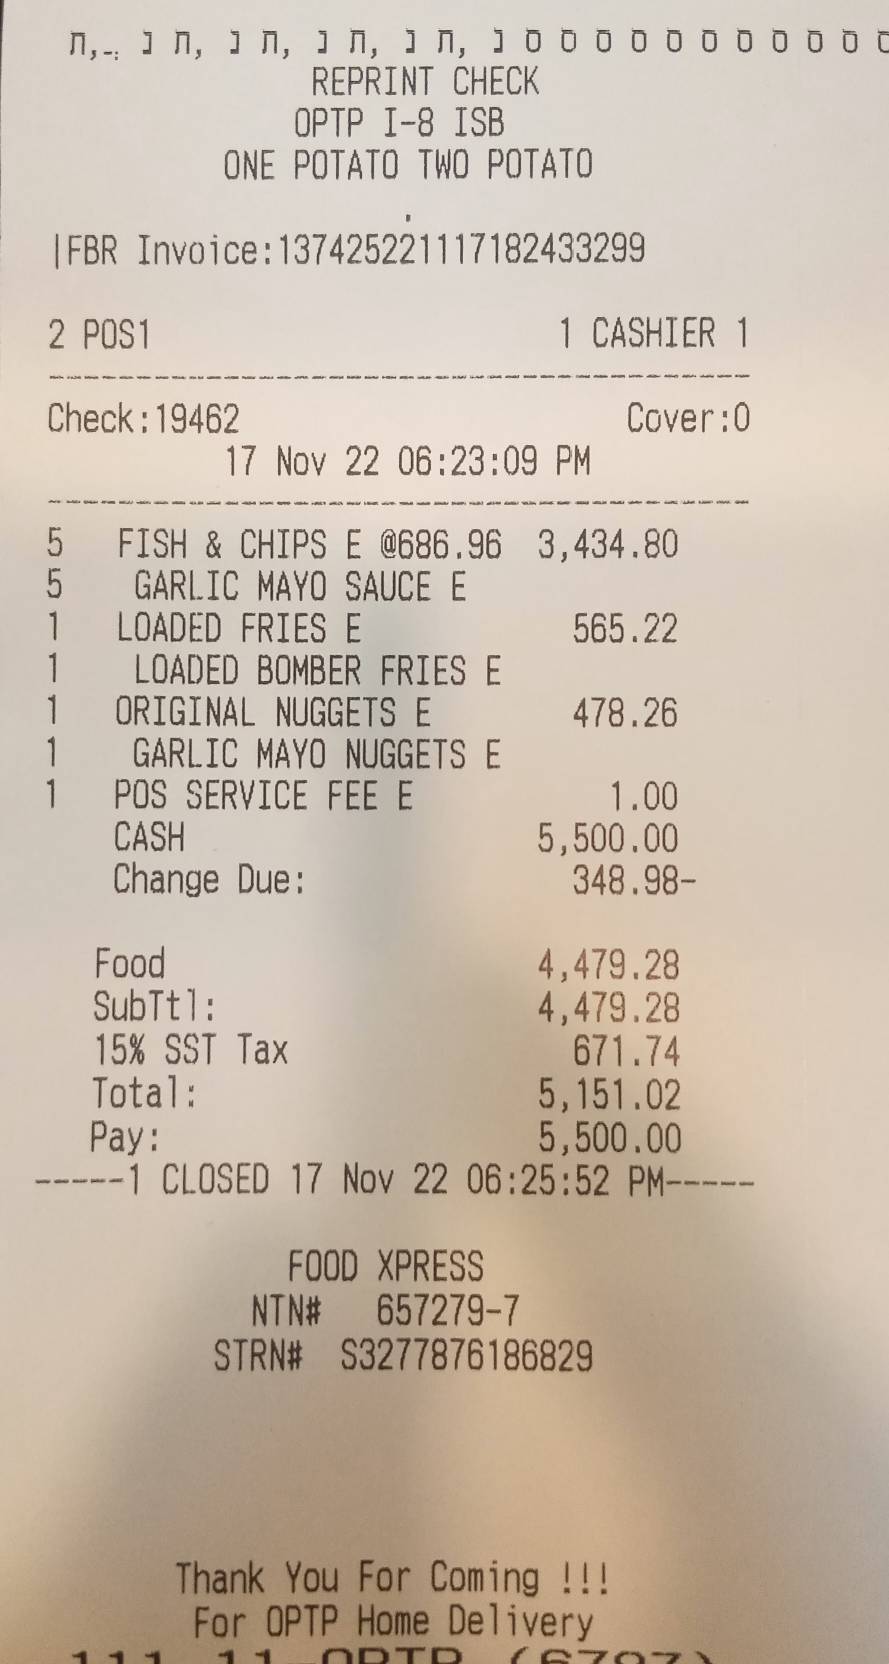 REPRINT CHECK
OPTP I-8 ISB
ONE POTATO TWO POTATO
|FBR Invoice:137425221117182433299
2 POS1 1 CASHIER 1
Check:19462 Cover:0
17 Nov 22 06:23:09 PM
5 FISH & CHIPS E @686.96 3,434.80
5 GARLIC MAYO SAUCE E
1 LOADED FRIES E 565.22
1 LOADED BOMBER FRIES E
1 ORIGINAL NUGGETS E 478.26
1 GARLIC MAYO NUGGETS E
1 POS SERVICE FEE E 1.00
CASH 5,500.00
Change Due: 348.98-
Food 4,479.28
SubTtl: 4,479.28
15% SST Tax 671.74
Total: 5,151.02
Pay: 5,500.00
-----1 CLOSED 17 Nov 22 06:25:52 PM-----
FOOD XPRESS
NTN# 657279-7
STRN# S3277876186829
Thank You For Coming !!!
For OPTP Home Delivery